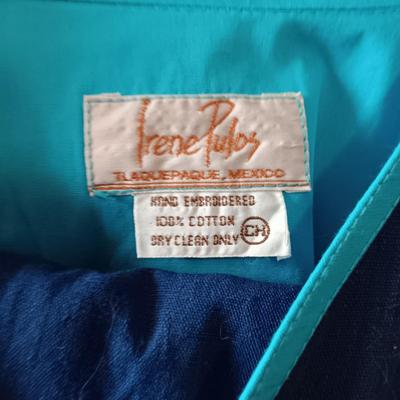 Irene Pulos
TLAQUEPAQUE, MEXICO
HAND EMBROIDERED
100% COTTON
DRY CLEAN ONLY CH